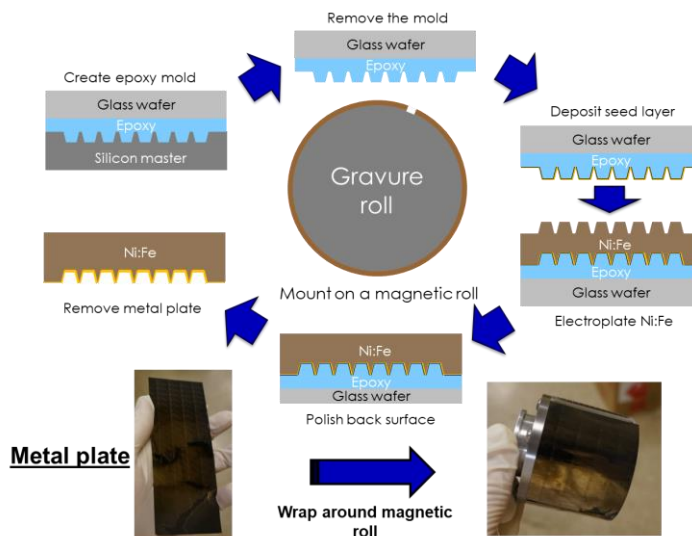 Create epoxy mold
Glass wafer
Epoxy
Silicon master
Remove the mold
Glass wafer
Epoxy
Deposit seed layer
Glass wafer
Epoxy
Ni:Fe
Epoxy
Glass wafer
Electroplate Ni:Fe
Ni:Fe
Epoxy
Glass wafer
Polish back surface
Ni:Fe
Remove metal plate
Gravure
roll
Mount on a magnetic roll
Metal plate
Wrap around magnetic
roll